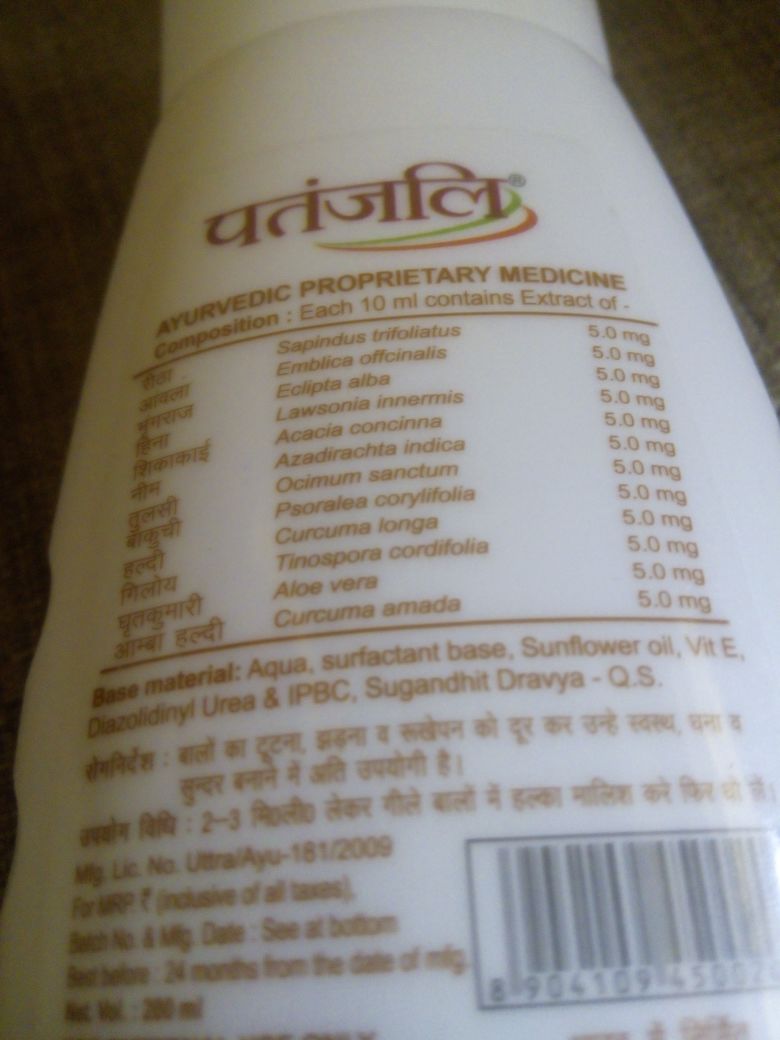 पतंजलि®
AYURVEDIC PROPRIETARY MEDICINE
Composition : Each 10 ml contains Extract of -
रीठा Sapindus trifoliatus 5.0 mg
आवला Emblica offcinalis 5.0 mg
भृंगराज Eclipta alba 5.0 mg
हिना Lawsonia innermis 5.0 mg
शिकाकाई Acacia concinna 5.0 mg
नीम Azadirachta indica 5.0 mg
तुलसी Ocimum sanctum 5.0 mg
बाकुची Psoralea corylifolia 5.0 mg
हल्दी Curcuma longa 5.0 mg
गिलोय Tinospora cordifolia 5.0 mg
घृतकुमारी Aloe vera 5.0 mg
आम्बा हल्दी Curcuma amada 5.0 mg
Base material: Aqua, surfactant base, Sunflower oil, Vit E,
Diazolidinyl Urea & IPBC, Sugandhit Dravya - Q.S.
रोगनिर्देश : बालों का टूटना, झड़ना व रूखेपन को दूर कर उन्हे स्वस्थ, घना व
सुन्दर बनाने में अति उपयोगी है।
उपयोग विधि : 2-3 मि०ली० लेकर गीले बालों में हल्का मालिश करे फिर धो लें।
Mfg. Lic. No. Uttra/Ayu-181/2009
For MRP ₹ (inclusive of all taxes),
Batch No. & Mfg. Date : See at bottom
Best before : 24 months from the date of mfg.
Net Vol. : 200 ml
8 904109 45002